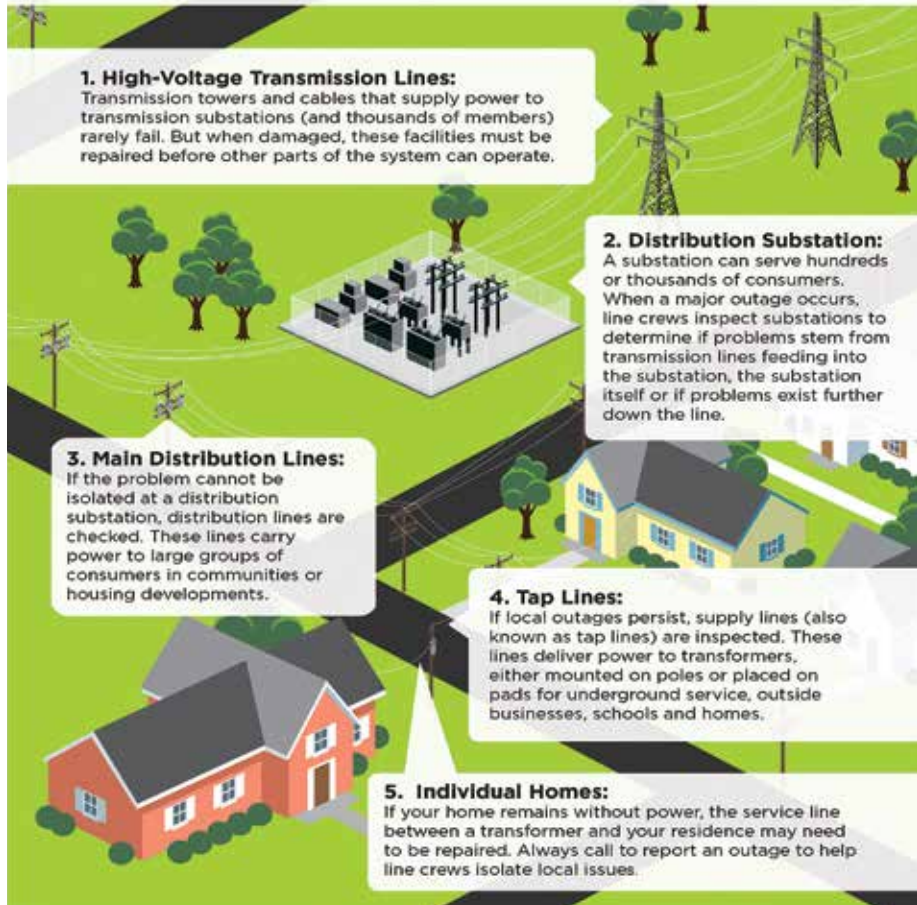 1. High-Voltage Transmission Lines:
Transmission towers and cables that supply power to
transmission substations (and thousands of members)
rarely fail. But when damaged, these facilities must be
repaired before other parts of the system can operate.
2. Distribution Substation:
A substation can serve hundreds
or thousands of consumers.
When a major outage occurs,
line crews inspect substations to
determine if problems stem from
transmission lines feeding into
the substation, the substation
itself or if problems exist further
down the line.
3. Main Distribution Lines:
If the problem cannot be
isolated at a distribution
substation, distribution lines are
checked. These lines carry
power to large groups of
consumers in communities or
housing developments.
4. Tap Lines:
If local outages persist, supply lines (also
known as tap lines) are inspected. These
lines deliver power to transformers,
either mounted on poles or placed on
pads for underground service, outside
businesses, schools and homes.
5. Individual Homes:
If your home remains without power, the service line
between a transformer and your residence may need
to be repaired. Always call to report an outage to help
line crews isolate local issues.